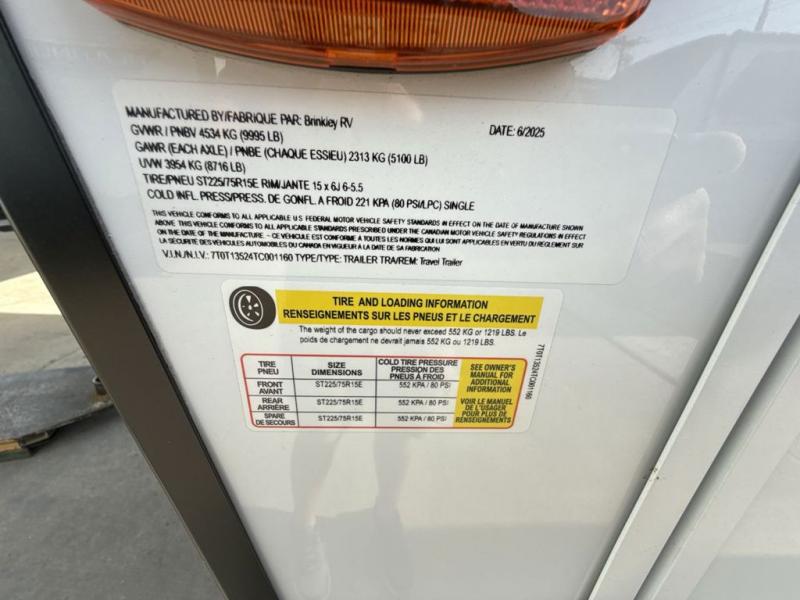 MANUFACTURED BY/FABRIQUE PAR: Brinkley RV DATE: 6/2025
GVWR / PNBV 4534 KG (9995 LB)
GAWR (EACH AXLE) / PNBE (CHAQUE ESSIEU) 2313 KG (5100 LB)
UVW 3954 KG (8716 LB)
TIRE/PNEU ST225/75R15E RIM/JANTE 15 x 6J 6-5.5
COLD INFL. PRESS/PRESS. DE GONFL. A FROID 221 KPA (80 PSI/LPC) SINGLE
THIS VEHICLE CONFORMS TO ALL APPLICABLE U S FEDERAL MOTOR VEHICLE SAFETY STANDARDS IN EFFECT ON THE DATE OF MANUFACTURE SHOWN
ABOVE. THIS VEHICLE CONFORMS TO ALL APPLICABLE STANDARDS PRESCRIBED UNDER THE CANADIAN MOTOR VEHICLE SAFETY REGULATIONS IN EFFECT
ON THE DATE OF THE MANUFACTURE. - CE VEHICULE EST CONFORME À TOUTES LES NORMES QUI LUI SONT APPLICABLES EN VERTU DU REGLEMENT SUR
LA SÉCURITÉ DES VÉHICULES AUTOMOBILES DU CANADA EN VIGUEUR À LA DATE DE SA FABRICATION
V.I.N./N.I.V.: 7T0T13524TC001160 TYPE/TYPE: TRAILER TRA/REM: Travel Trailer
TIRE AND LOADING INFORMATION
RENSEIGNEMENTS SUR LES PNEUS ET LE CHARGEMENT
The weight of the cargo should never exceed 552 KG or 1219 LBS. Le
poids de chargement ne devrait jamais 552 KG ou 1219 LBS.
TIRE
PNEU
SIZE
DIMENSIONS
COLD TIRE PRESSURE
PRESSION DES
PNEUS À FROID
FRONT
AVANT
ST225/75R15E
552 KPA / 80 PSI
REAR
ARRIÈRE
ST225/75R15E
552 KPA / 80 PSI
SPARE
DE SECOURS
ST225/75R15E
552 KPA / 80 PSI
SEE OWNER'S
MANUAL FOR
ADDITIONAL
INFORMATION
VOIR LE MANUEL
DE L'USAGER
POUR PLUS DE
RENSEIGNEMENTS
7T0T13524TC001160